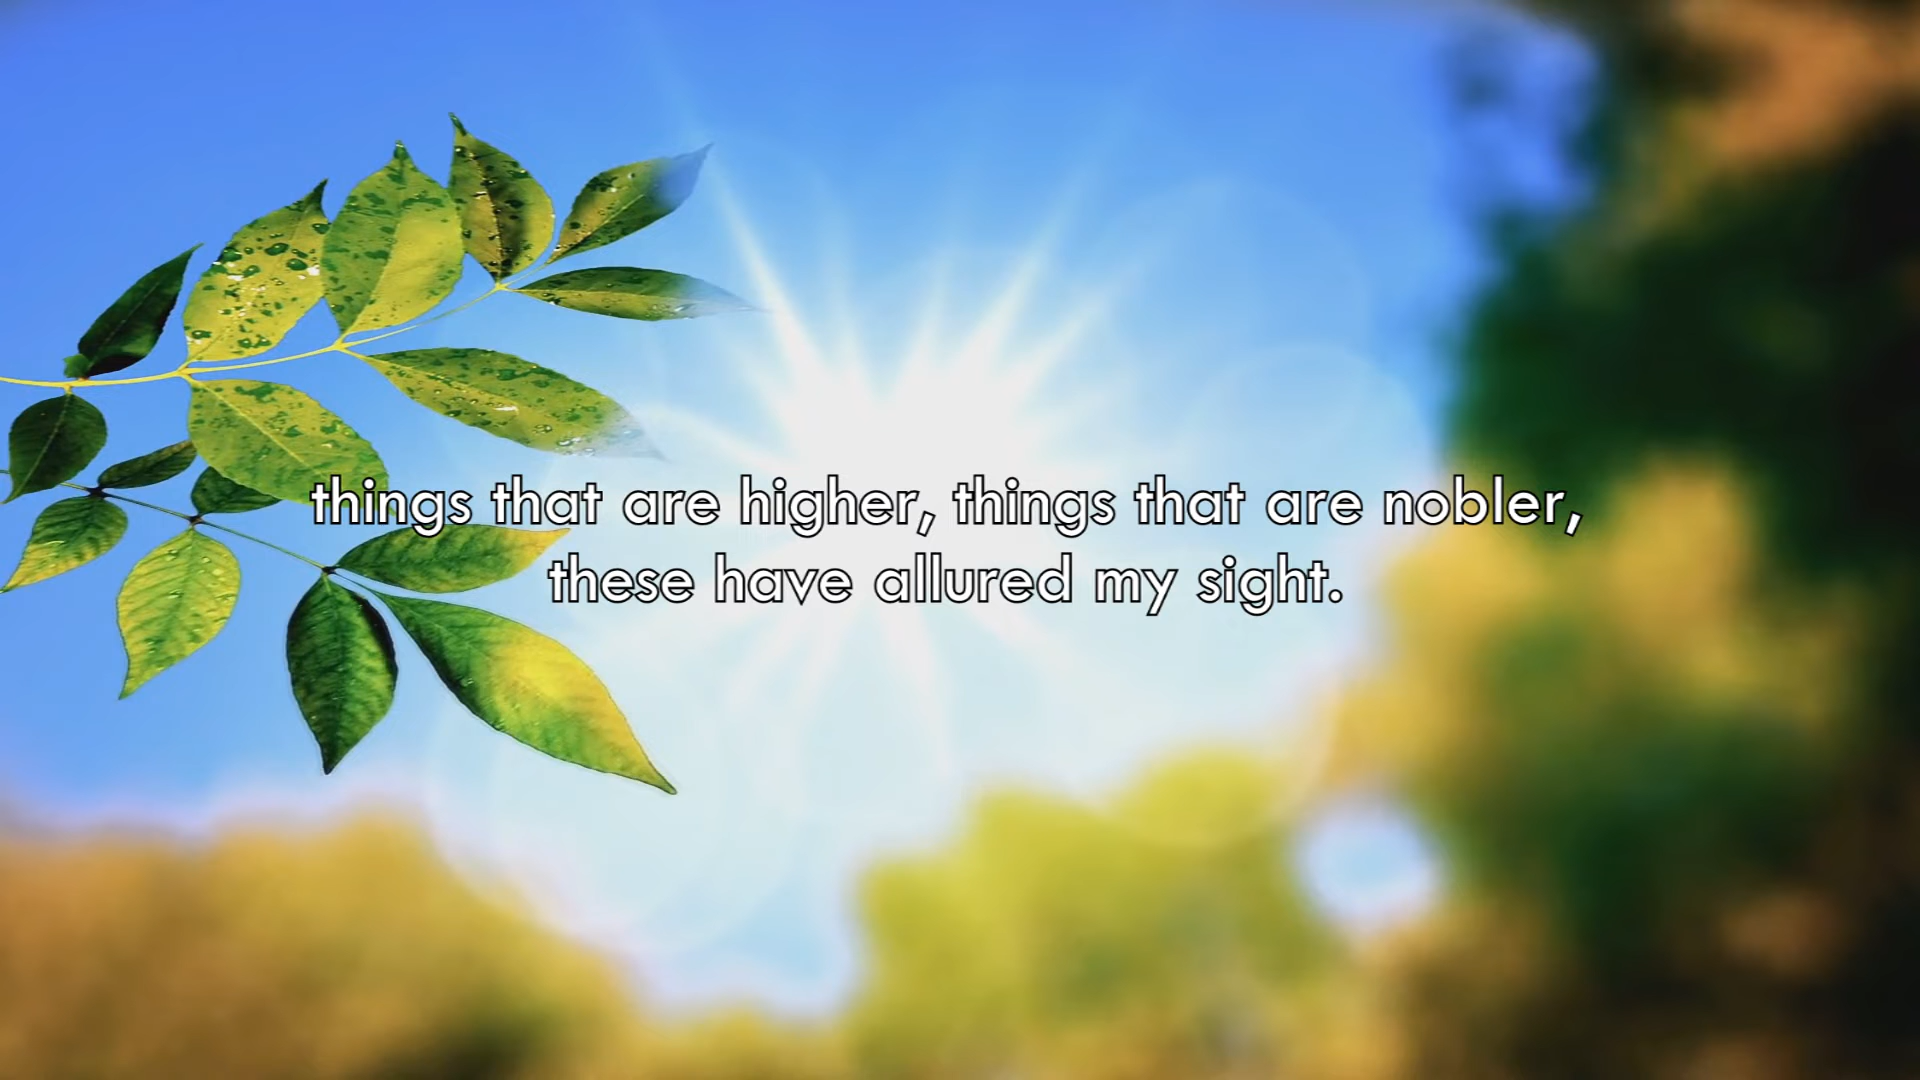 things that are higher, things that are nobler,
these have allured my sight.